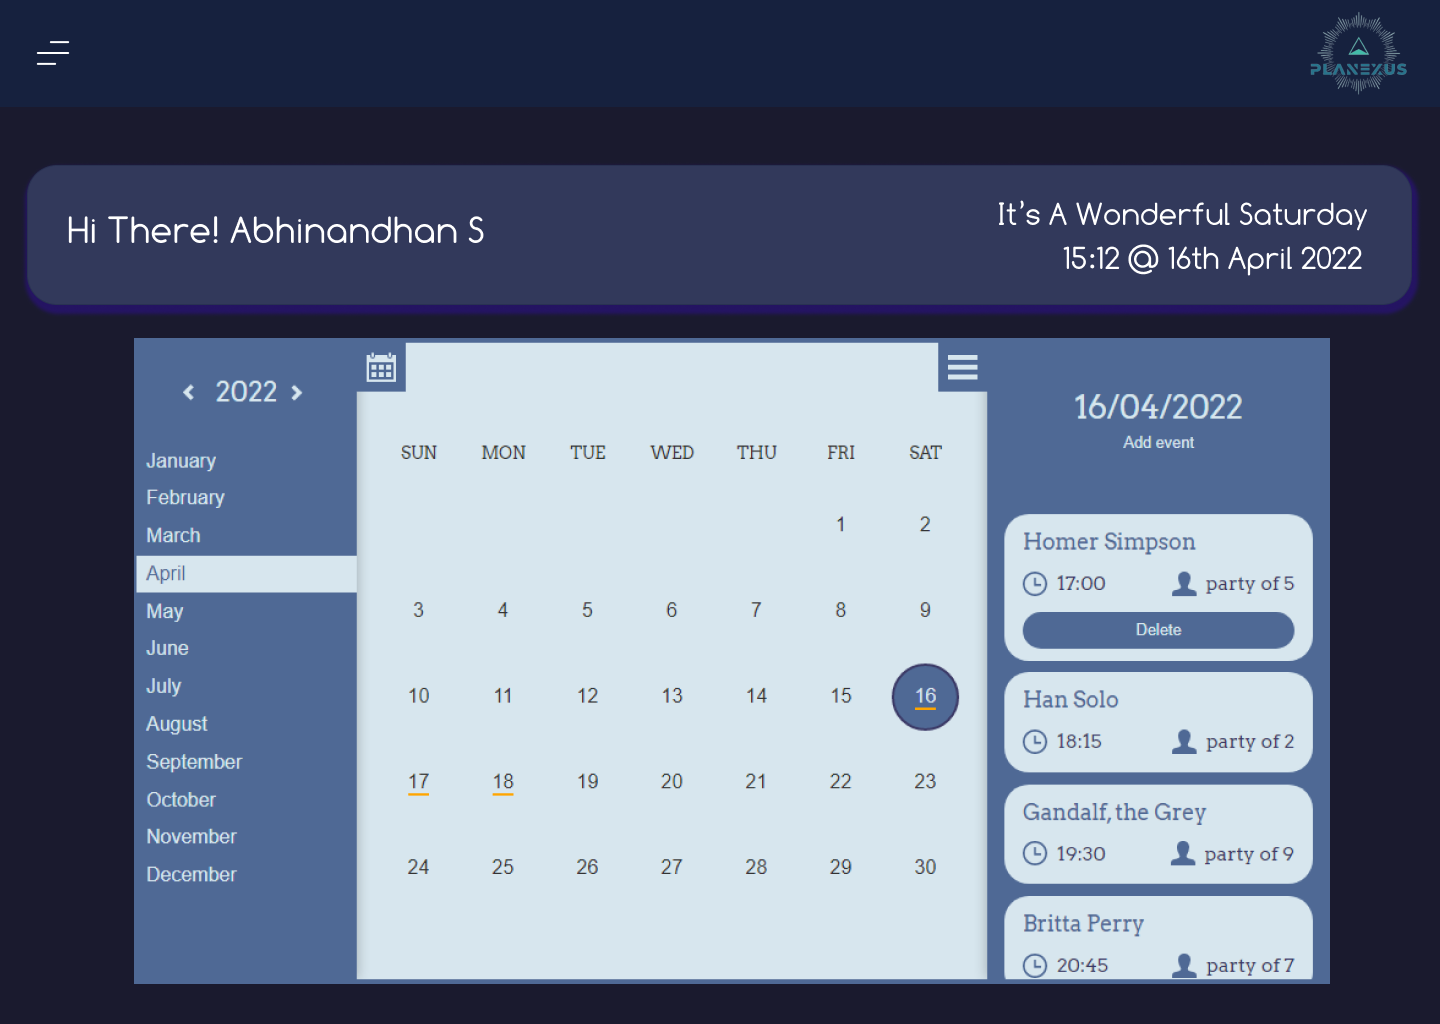 PLANEXUS
Hi There! Abhinandhan S
It's A Wonderful Saturday
15:12 @ 16th April 2022
2022
January
February
March
April
May
June
July
August
September
October
November
December
SUN MON TUE WED THU FRI SAT
1 2
3 4 5 6 7 8 9
10 11 12 13 14 15 16
17 18 19 20 21 22 23
24 25 26 27 28 29 30
16/04/2022
Add event
Homer Simpson
17:00 party of 5
Delete
Han Solo
18:15 party of 2
Gandalf, the Grey
19:30 party of 9
Britta Perry
20:45 party of 7